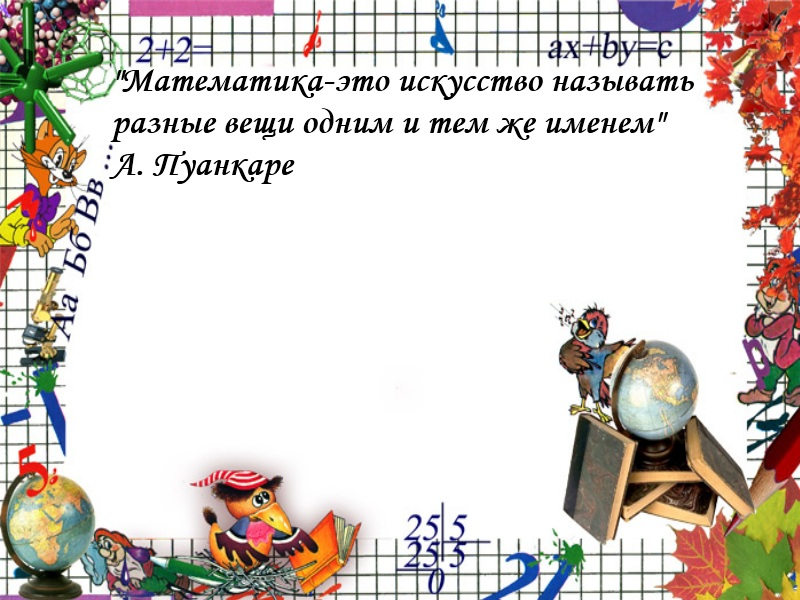 2+2=
ax+by=c
"Математика-это искусство называть
разные вещи одним и тем же именем"
А. Пуанкаре
Аа Бб Вв ...
5
25 5
25 5
0